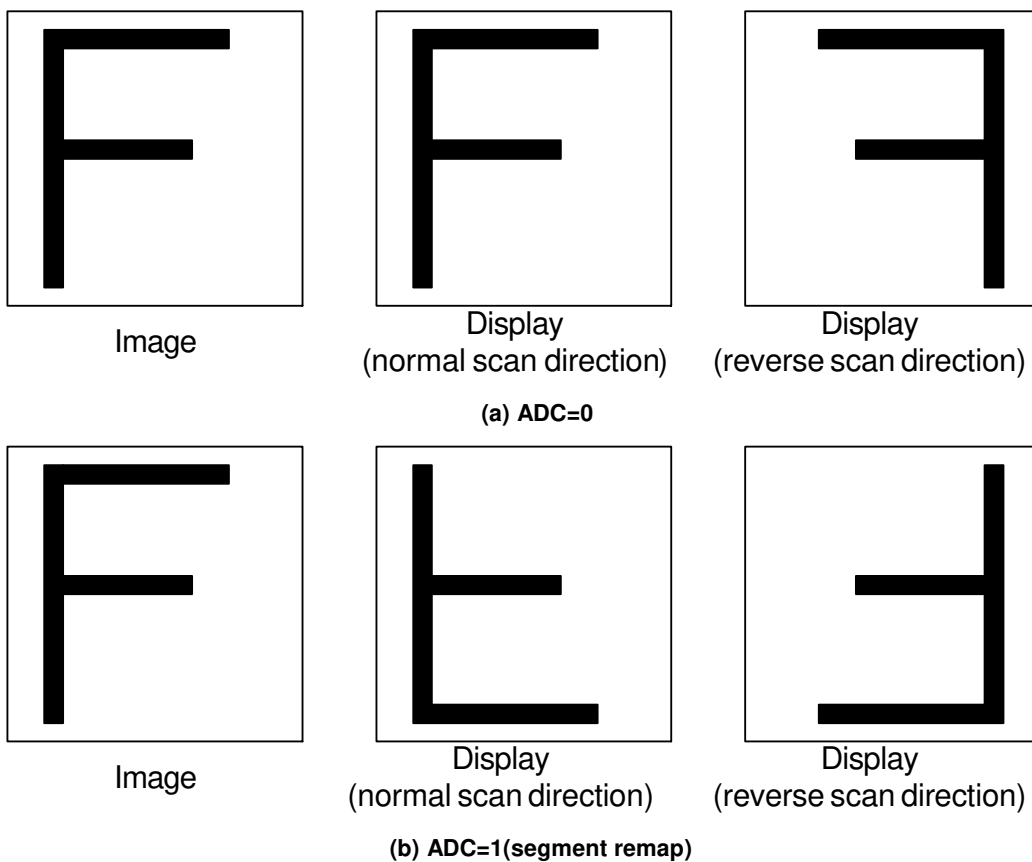 Image
Display
(normal scan direction)
Display
(reverse scan direction)
(a) ADC=0
Image
Display
(normal scan direction)
Display
(reverse scan direction)
(b) ADC=1(segment remap)